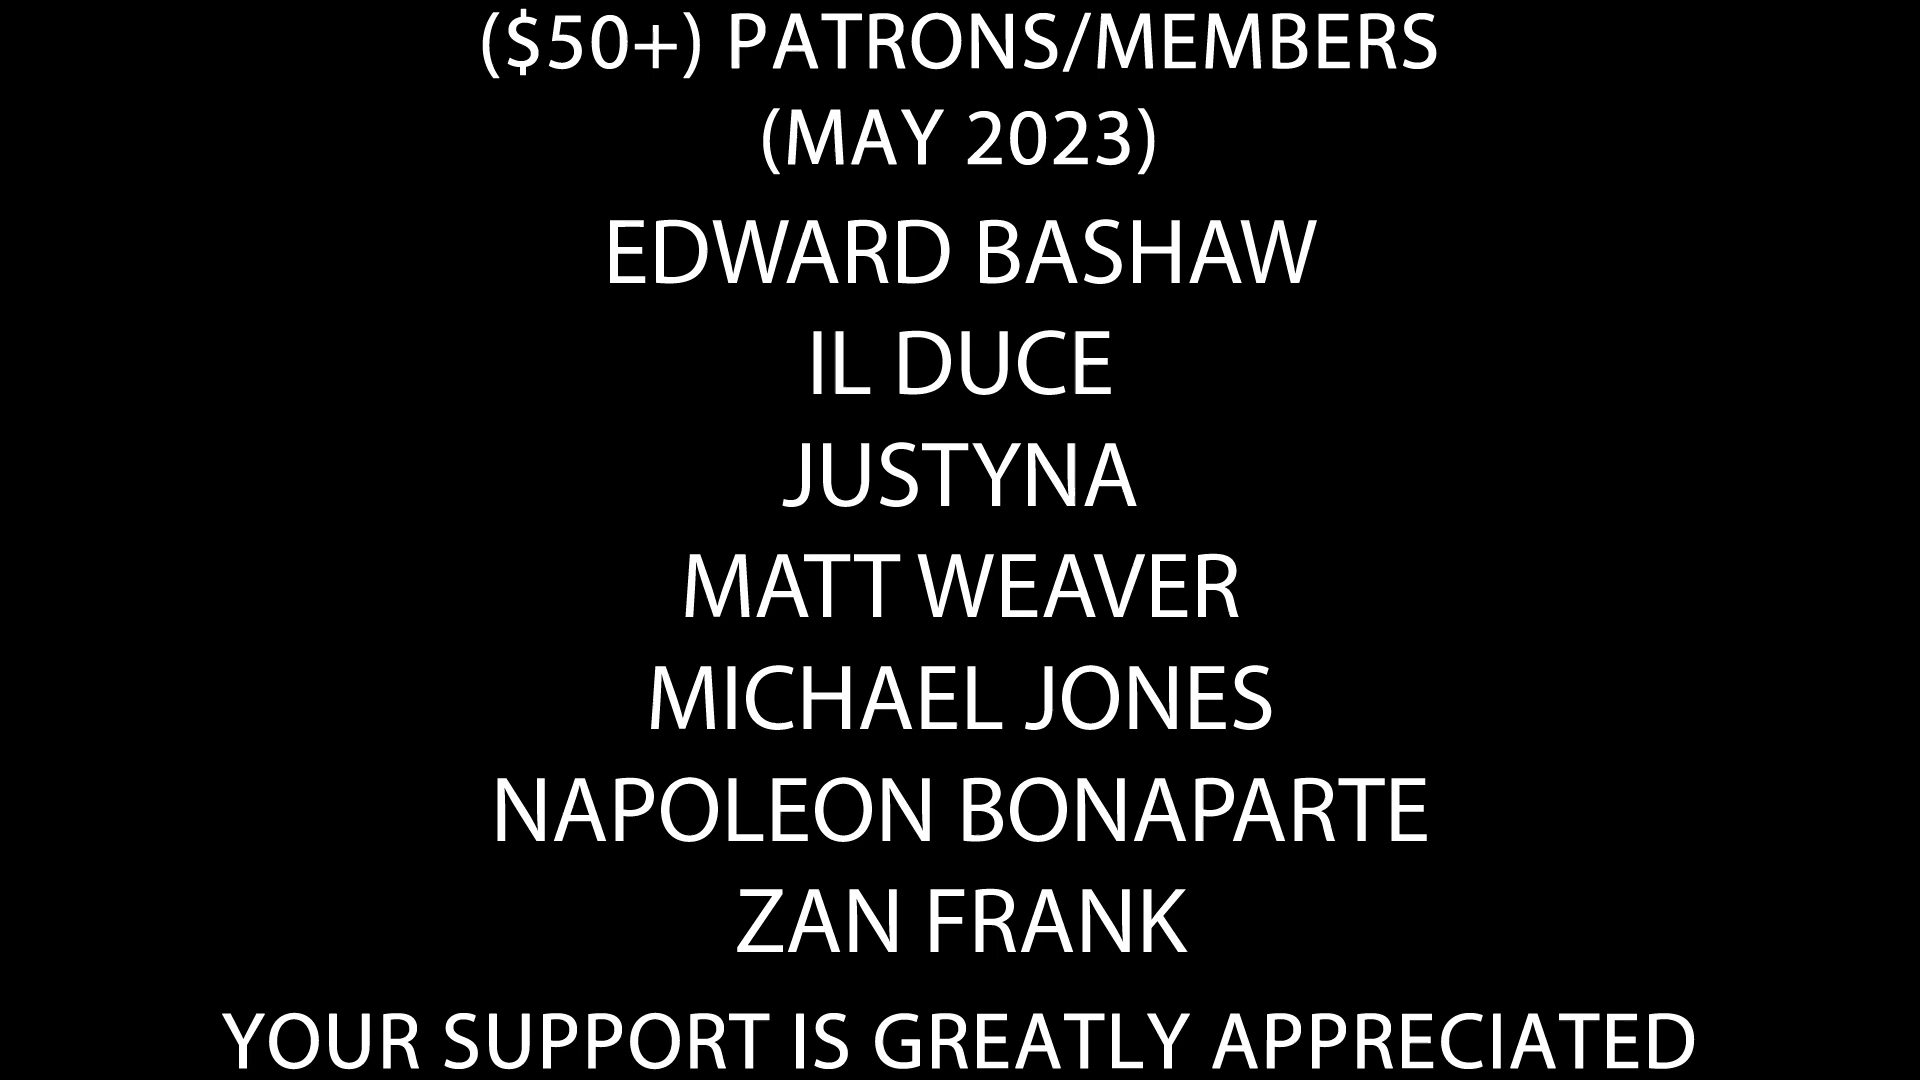 ($50+) PATRONS/MEMBERS
(MAY 2023)
EDWARD BASHAW
IL DUCE
JUSTYNA
MATT WEAVER
MICHAEL JONES
NAPOLEON BONAPARTE
ZAN FRANK
YOUR SUPPORT IS GREATLY APPRECIATED